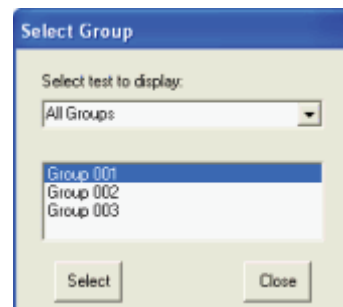 Select Group
Select test to display:
All Groups
Group 001
Group 002
Group 003
Select
Close